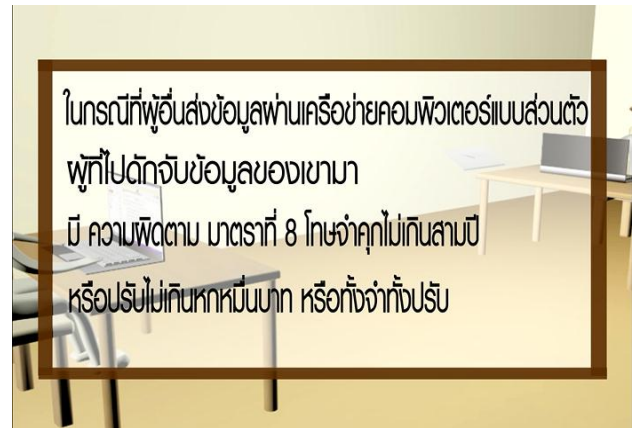 ในกรณีที่ผู้อื่นส่งข้อมูลผ่านเครือข่ายคอมพิวเตอร์แบบส่วนตัว
ผู้ที่ไปดักจับข้อมูลของเขามา
มี ความผิดตาม มาตราที่ 8 โทษจำคุกไม่เกินสามปี
หรือปรับไม่เกินหกหมื่นบาท หรือทั้งจำทั้งปรับ